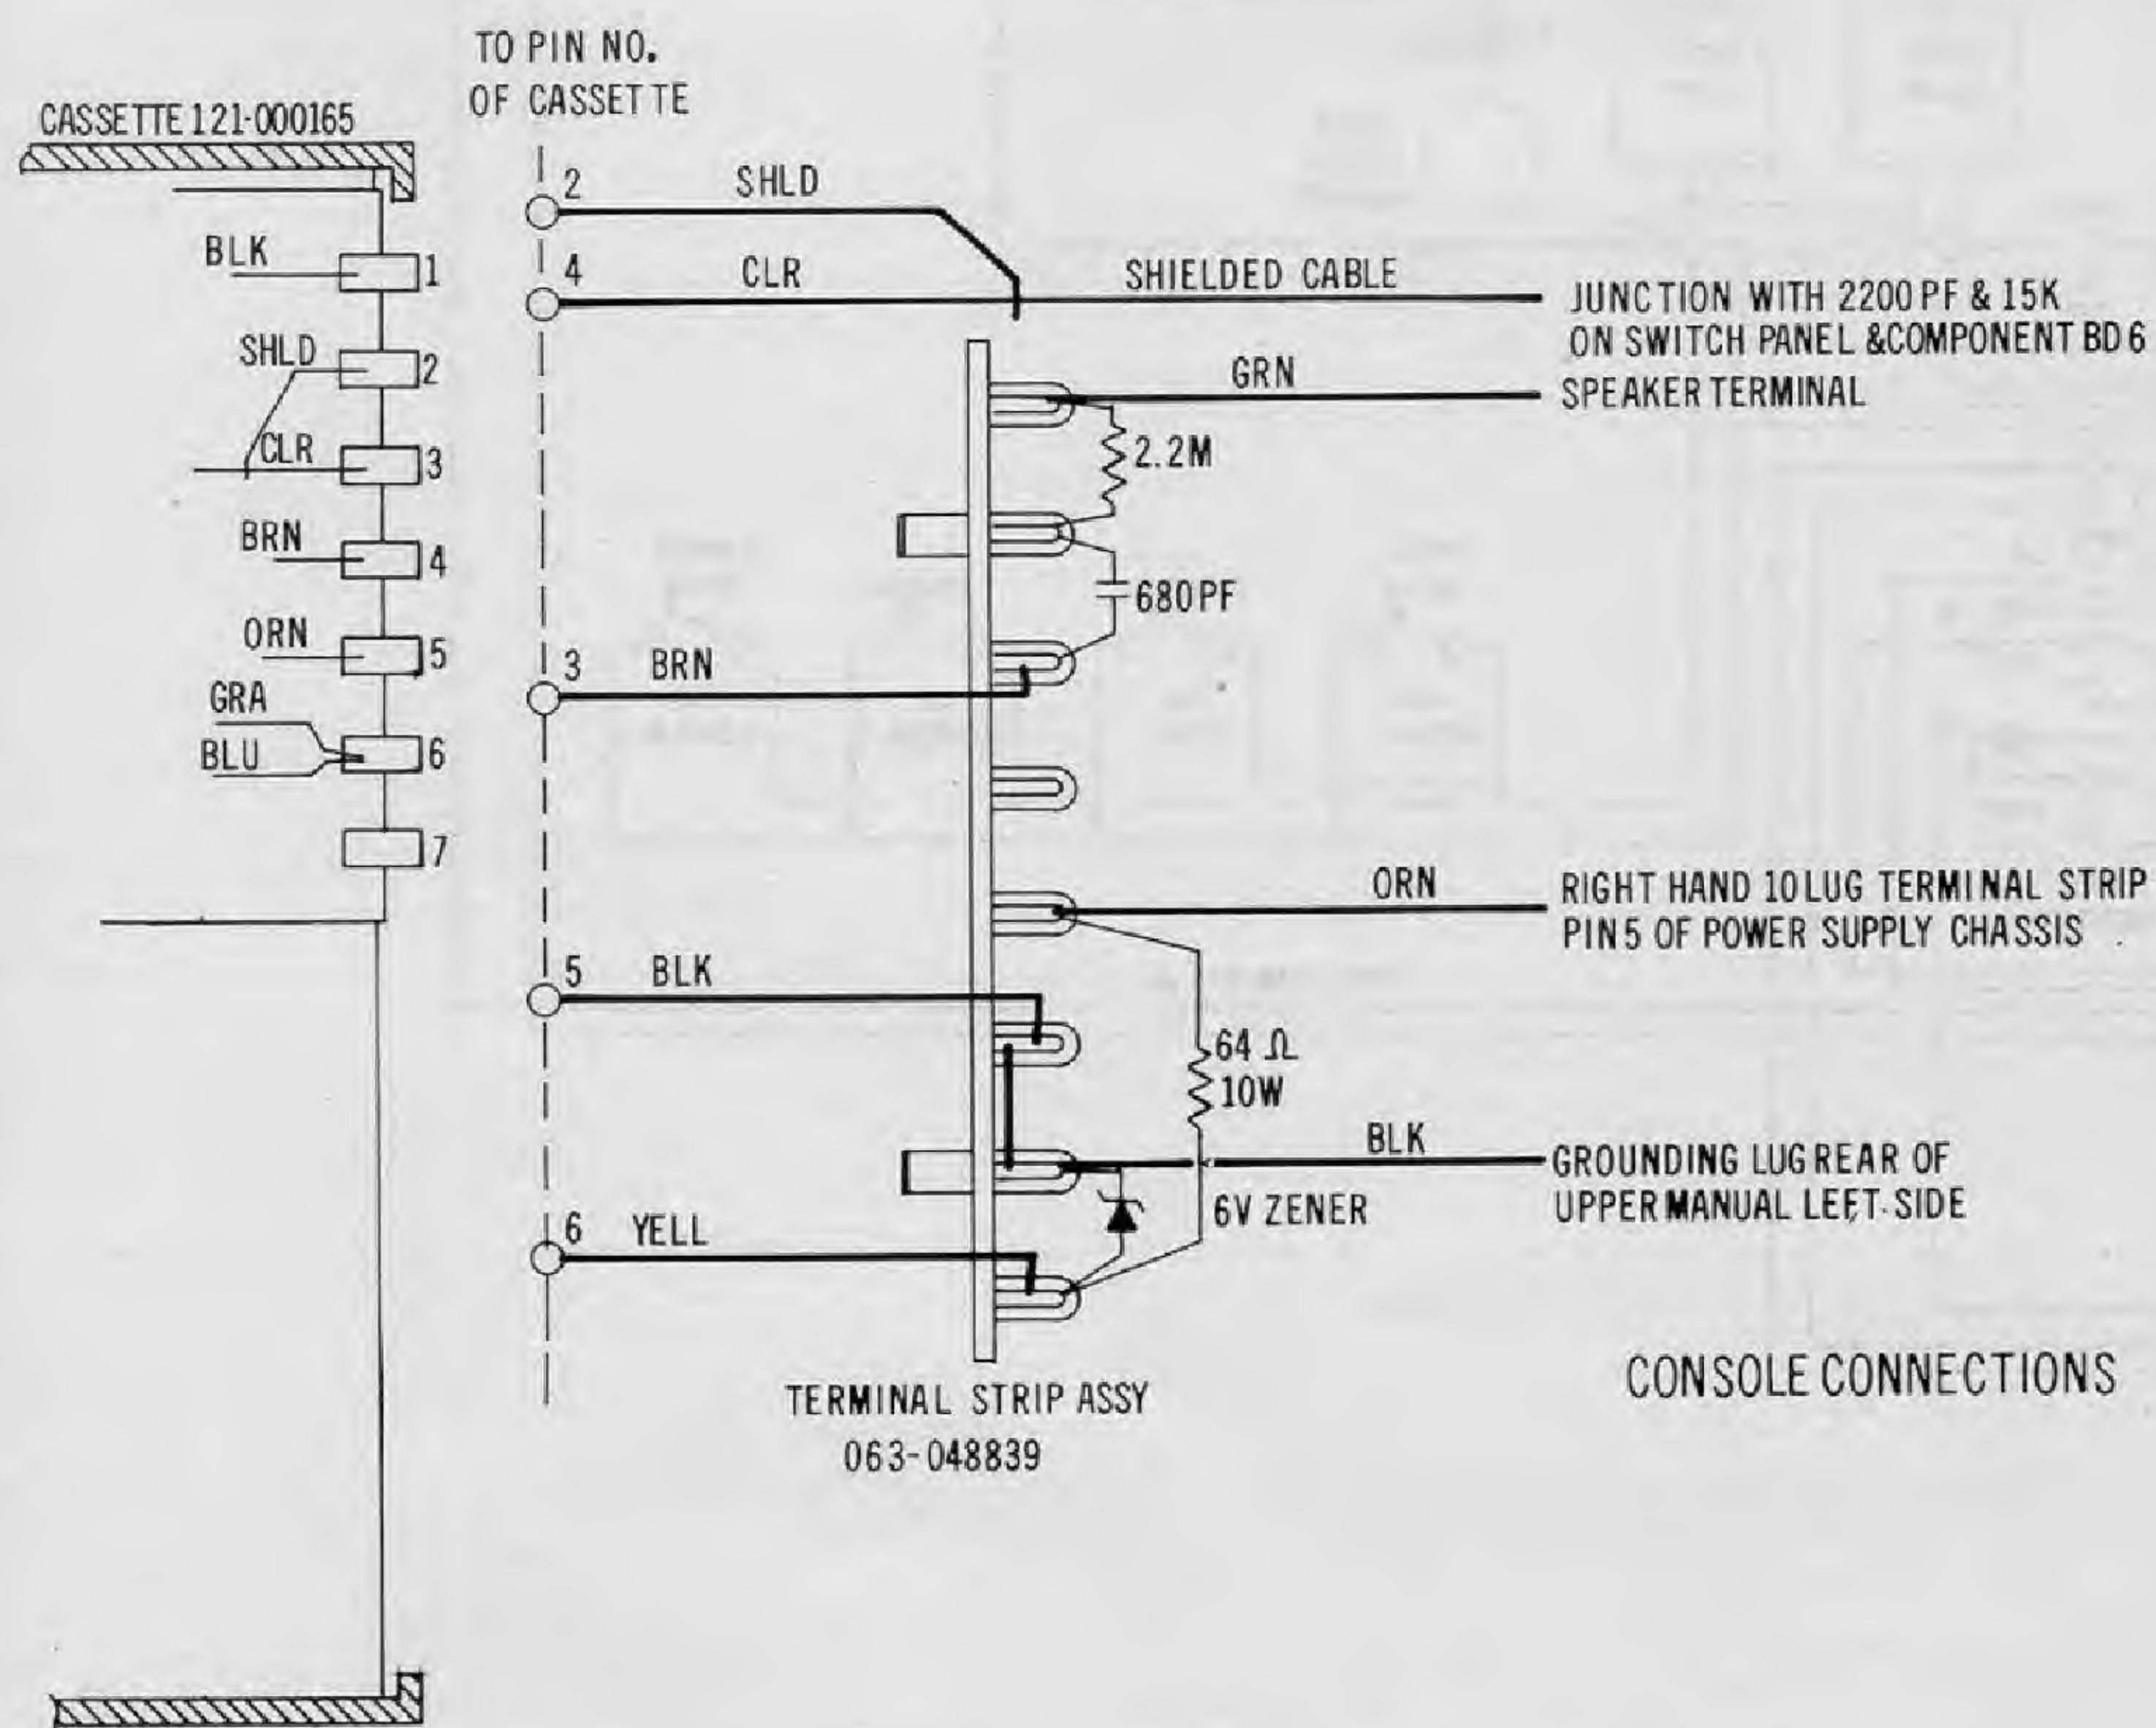 TO PIN NO.
OF CASSETTE
CASSETTE 121-000165
BLK
1
SHLD
2
CLR
3
BRN
4
ORN
5
GRA
BLU
6
7
2
SHLD
4
CLR
SHIELDED CABLE
JUNCTION WITH 2200 PF & 15K
ON SWITCH PANEL & COMPONENT BD 6
GRN
SPEAKER TERMINAL
2.2M
680 PF
3
BRN
ORN
RIGHT HAND 10 LUG TERMINAL STRIP
PIN 5 OF POWER SUPPLY CHASSIS
5
BLK
64 Ω
10W
BLK
GROUNDING LUG REAR OF
UPPER MANUAL LEFT SIDE
6V ZENER
6
YELL
TERMINAL STRIP ASSY
063-048839
CONSOLE CONNECTIONS